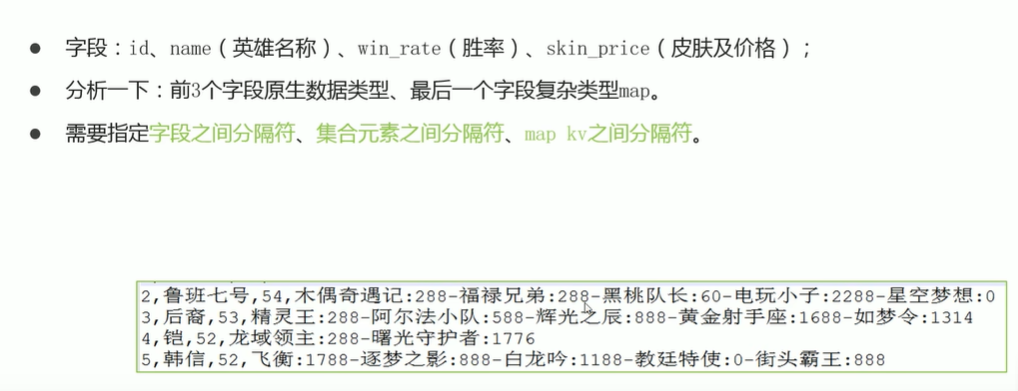 ● 字段：id、name（英雄名称）、win_rate（胜率）、skin_price（皮肤及价格）；
● 分析一下：前3个字段原生数据类型、最后一个字段复杂类型map。
● 需要指定字段之间分隔符、集合元素之间分隔符、map kv之间分隔符。
2,鲁班七号,54,木偶奇遇记:288-福禄兄弟:288-黑桃队长:60-电玩小子:2288-星空梦想:0
3,后裔,53,精灵王:288-阿尔法小队:588-辉光之辰:888-黄金射手座:1688-如梦令:1314
4,铠,52,龙域领主:288-曙光守护者:1776
5,韩信,52,飞衡:1788-逐梦之影:888-白龙吟:1188-教廷特使:0-街头霸王:888